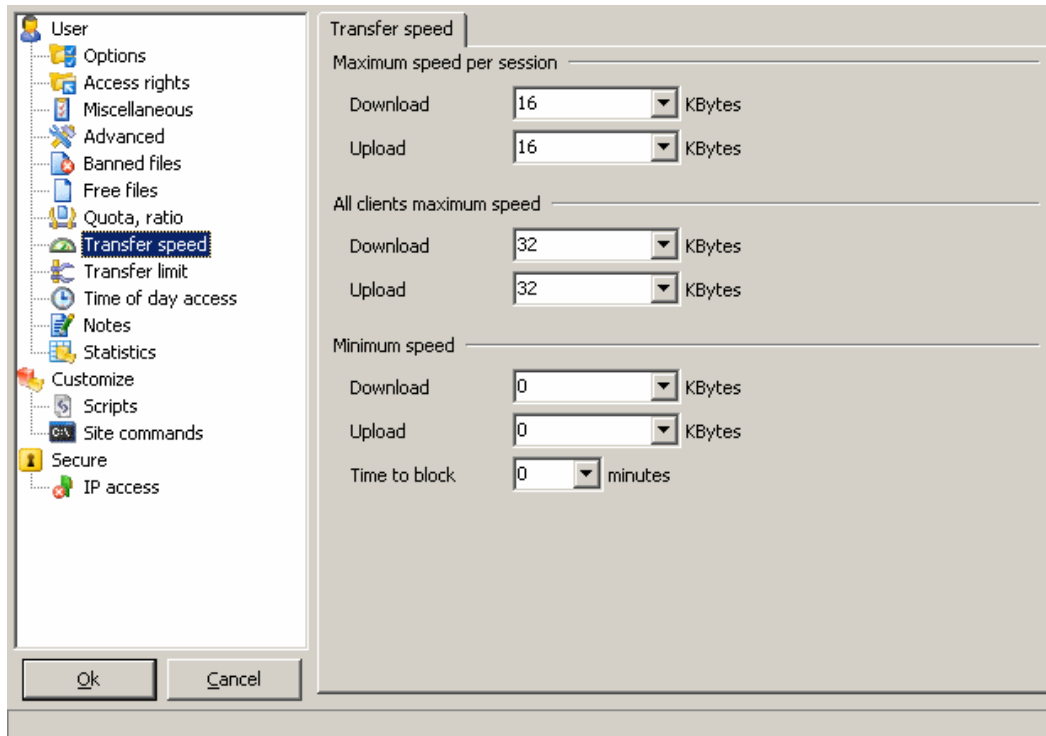 User
Options
Access rights
Miscellaneous
Advanced
Banned files
Free files
Quota, ratio
Transfer speed
Transfer limit
Time of day access
Notes
Statistics
Customize
Scripts
C:\
Site commands
Secure
IP access
Ok
Cancel
Transfer speed
Maximum speed per session
Download 16 KBytes
Upload 16 KBytes
All clients maximum speed
Download 32 KBytes
Upload 32 KBytes
Minimum speed
Download 0 KBytes
Upload 0 KBytes
Time to block 0 minutes